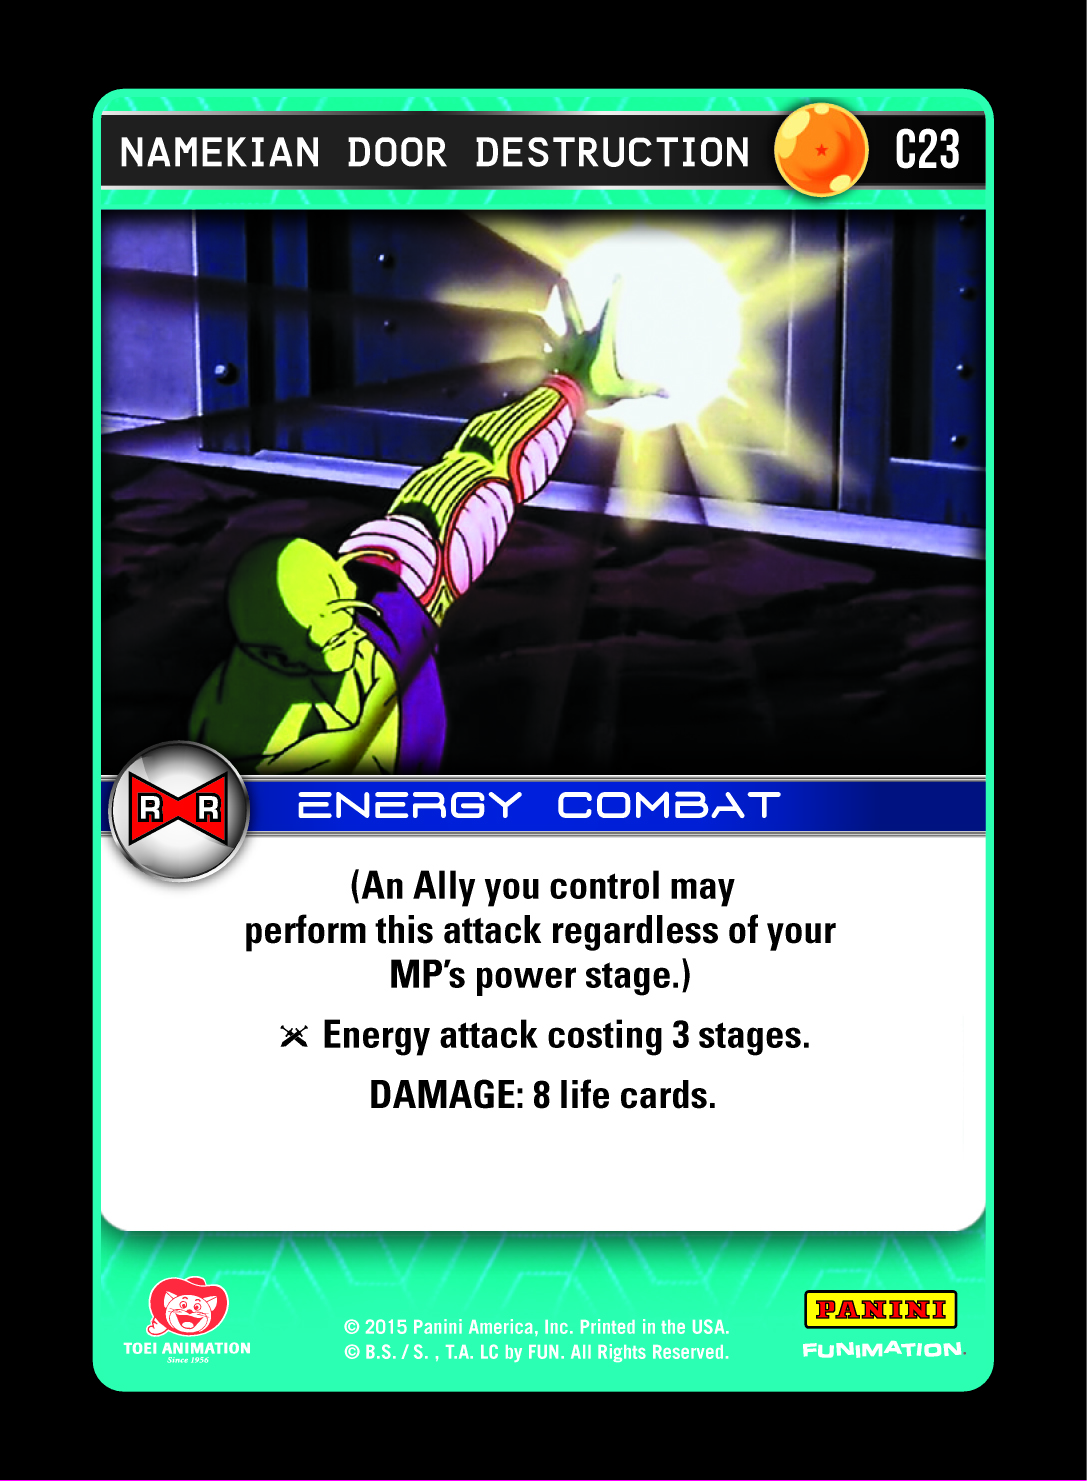 NAMEKIAN DOOR DESTRUCTION C23
R R
ENERGY COMBAT
(An Ally you control may
perform this attack regardless of your
MP's power stage.)
Energy attack costing 3 stages.
DAMAGE: 8 life cards.
TOEI ANIMATION
Since 1956
© 2015 Panini America, Inc. Printed in the USA.
© B.S. / S. , T.A. LC by FUN. All Rights Reserved.
PANINI
FUNIMATION.